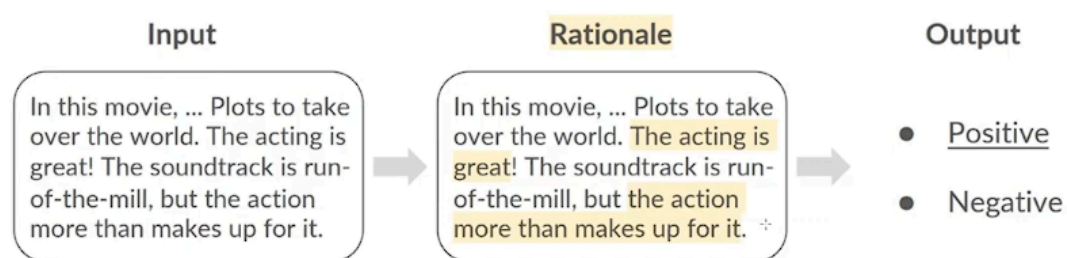 Input
In this movie, ... Plots to take
over the world. The acting is
great! The soundtrack is run-
of-the-mill, but the action
more than makes up for it.
Rationale
In this movie, ... Plots to take
over the world. The acting is
great! The soundtrack is run-
of-the-mill, but the action
more than makes up for it.
Output
Positive
Negative